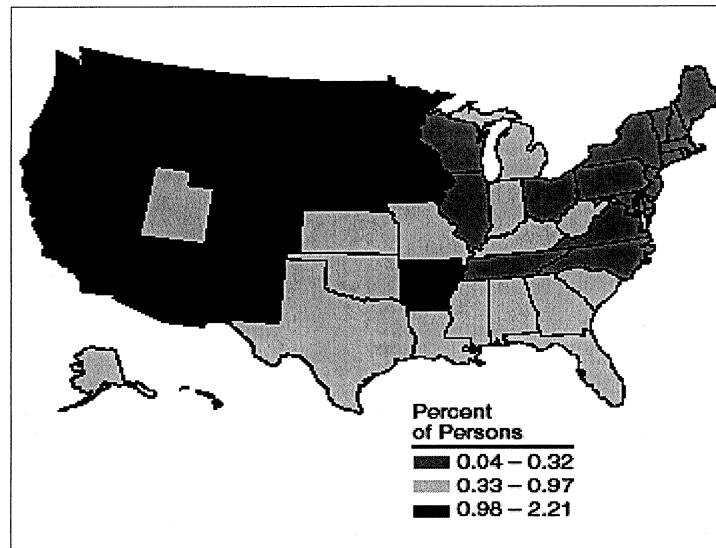 Percent
of Persons
0.04 – 0.32
0.33 – 0.97
0.98 – 2.21